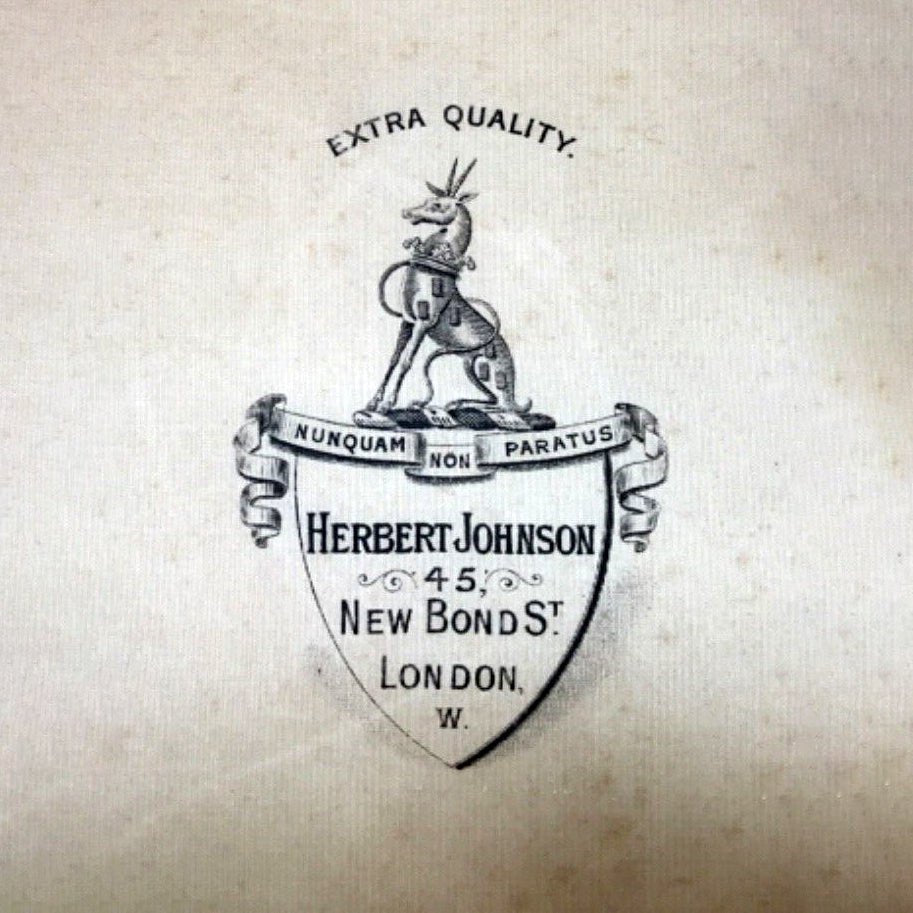 EXTRA QUALITY.
NUNQUAM NON PARATUS
HERBERT JOHNSON
45,
NEW BOND ST.
LONDON,
W.